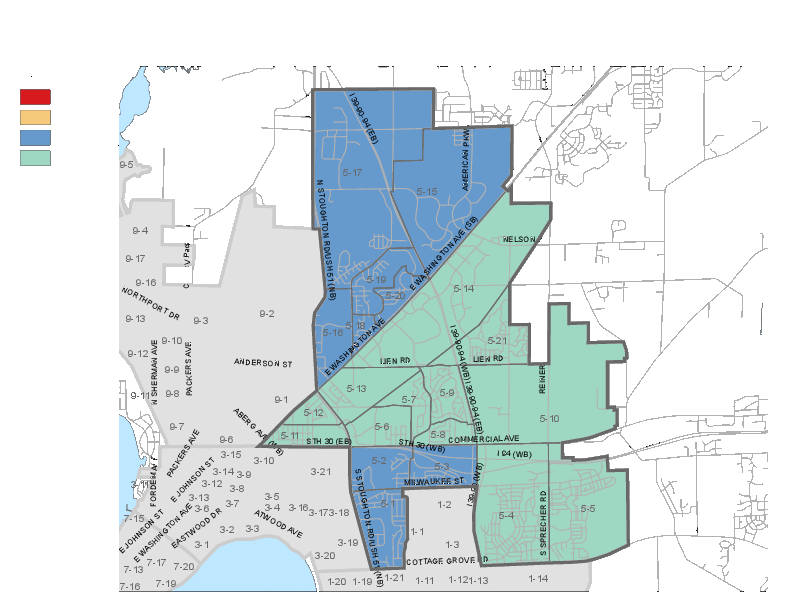 9-5
I 39-90-94 (EB)
AMERICAN PKWY
5-17
5-15
9-4
N STOUGHTON RD/USH 51 (NB)
E WASHINGTON AVE (SB)
NELSON
9-17
9-16
5-19
5-20
5-14
NORTHPORT DR
9-13
9-3
9-2
5-16
5-18
E WASHINGTON AVE
I 39-90-94 (WB)
5-21
9-12
9-10
N SHERMAN AVE
PACKERS AVE
ANDERSON ST
LIEN RD
LIEN RD
REINER
9-9
9-11
9-8
9-1
5-13
5-7
5-9
I 39-90-94 (EB)
5-10
5-12
ABERG AVE (WB)
9-7
5-6
9-6
5-11
STH 30 (EB)
STH 30 (WB)
5-8
COMMERCIAL AVE
PACKERS AVE
3-15
3-10
5-2
5-3
I 94 (WB)
E JOHNSON ST
3-14
3-9
3-21
MILWAUKEE ST
I 39-90 (WB)
3-11
3-12
3-8
3-13
3-5
S STOUGHTON RD/USH 51 (NB)
5-1
1-2
5-4
5-5
S SPRECHER RD
7-15
3-6
3-7
3-4
3-16
3-17
3-18
E JOHNSON ST
E WASHINGTON AVE
EASTWOOD DR
3-2
3-3
ATWOOD AVE
1-1
3-1
3-19
1-3
3-20
COTTAGE GROVE RD
7-13
7-17
7-20
7-16
7-19
1-20
1-19
1-21
1-11
1-12
1-13
1-14